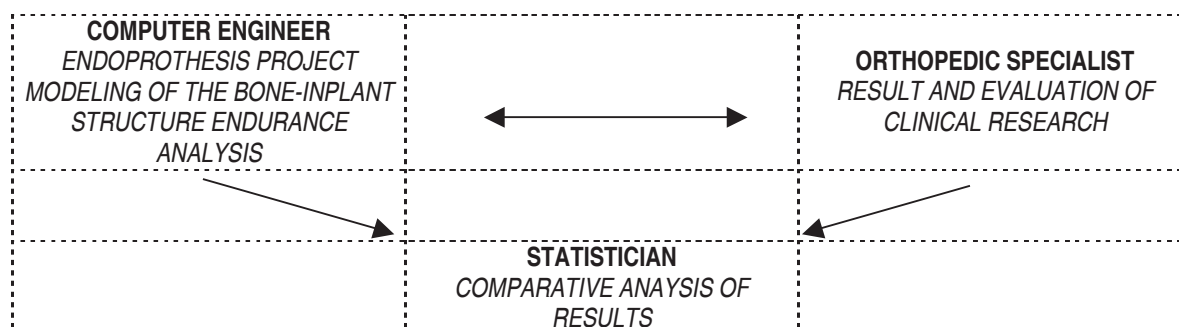 COMPUTER ENGINEER
ENDOPROTHESIS PROJECT
MODELING OF THE BONE-INPLANT
STRUCTURE ENDURANCE
ANALYSIS
ORTHOPEDIC SPECIALIST
RESULT AND EVALUATION OF
CLINICAL RESEARCH
STATISTICIAN
COMPARATIVE ANAYSIS OF
RESULTS